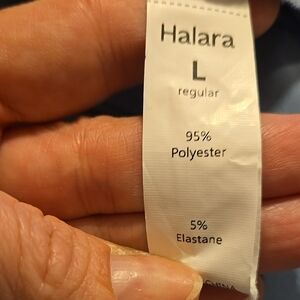 Halara
L
regular
95%
Polyester
5%
Elastane